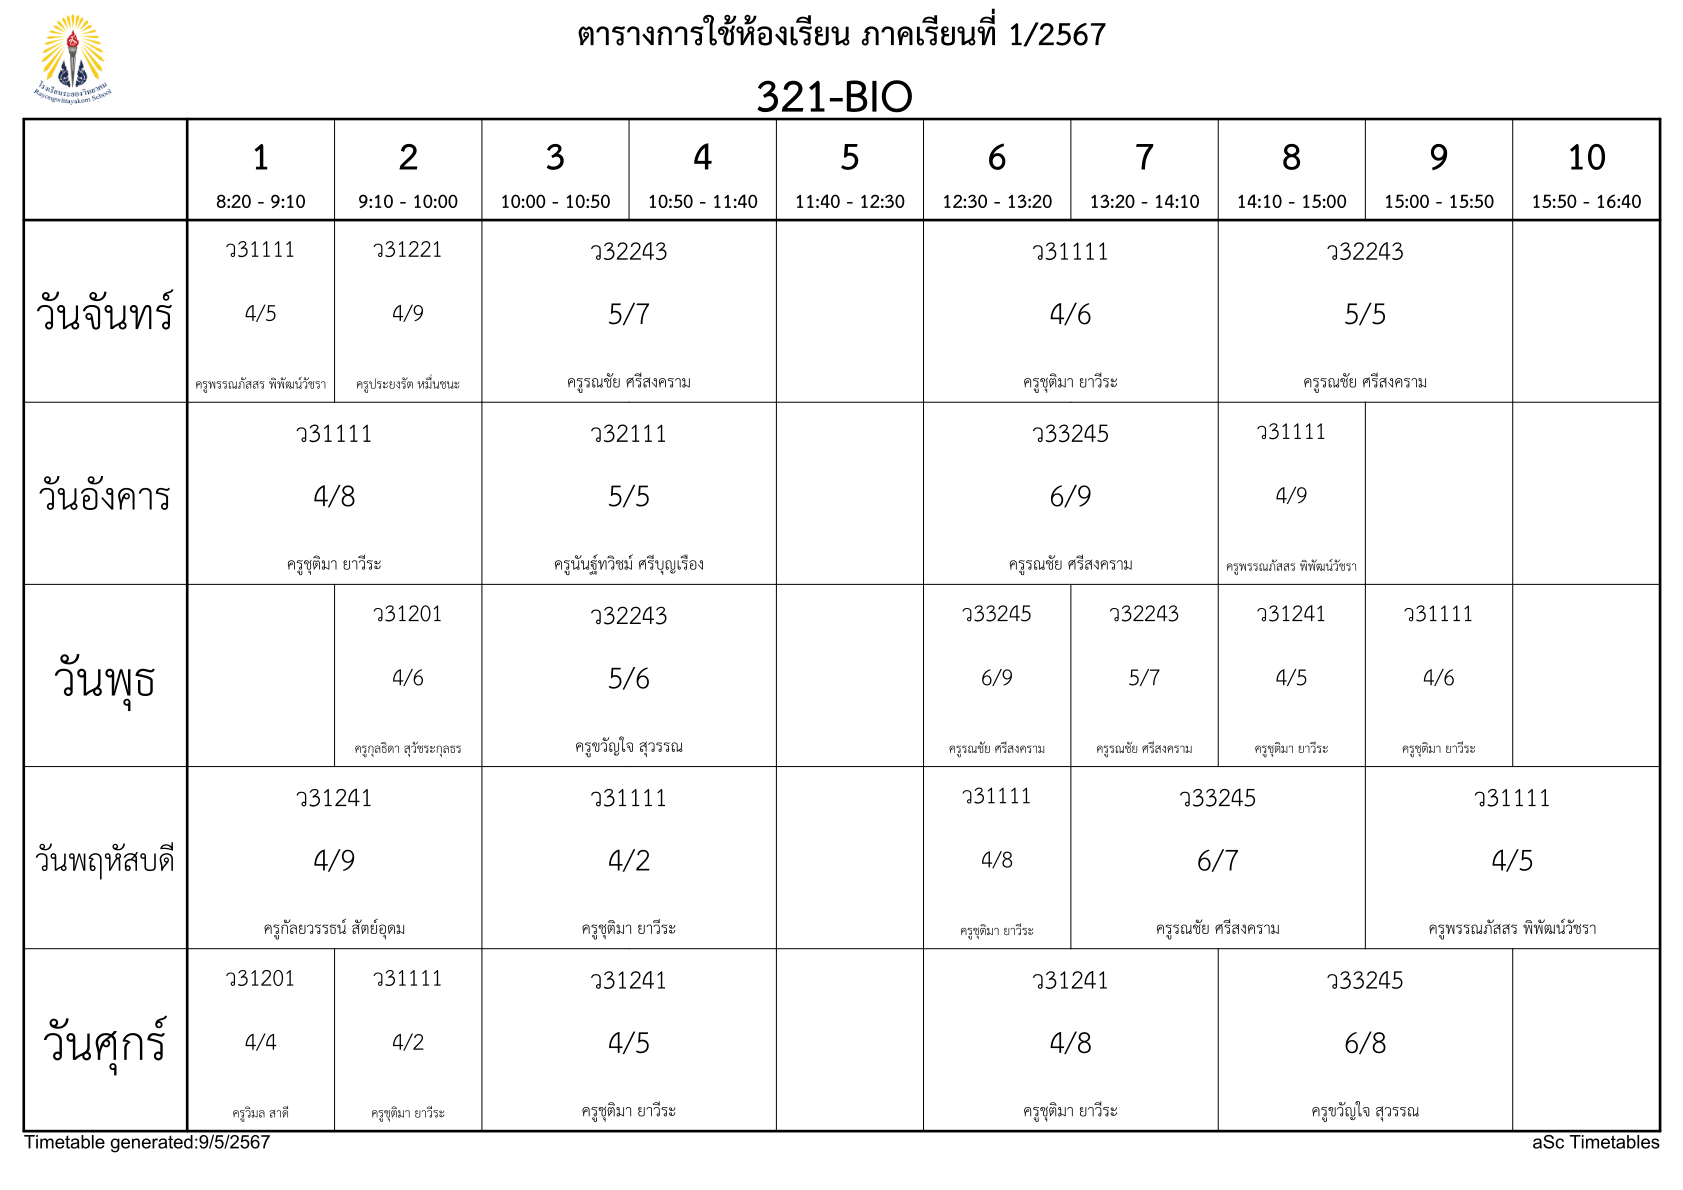 ตารางการใช้ห้องเรียน ภาคเรียนที่ 1/2567
โรงเรียนระยองวิทยาคม
Rayongwittayakom School
321-BIO
1 2 3 4 5 6 7 8 9 10
8:20 - 9:10 9:10 - 10:00 10:00 - 10:50 10:50 - 11:40 11:40 - 12:30 12:30 - 13:20 13:20 - 14:10 14:10 - 15:00 15:00 - 15:50 15:50 - 16:40
ว31111 ว31221 ว32243 ว31111 ว32243
วันจันทร์ 4/5 4/9 5/7 4/6 5/5
ครูพรรณภัสสร พิพัฒน์วัชรา ครูประยงรัต หมื่นชนะ ครูรณชัย ศรีสงคราม ครูชุติมา ยาวีระ ครูรณชัย ศรีสงคราม
ว31111 ว32111 ว33245 ว31111
วันอังคาร 4/8 5/5 6/9 4/9
ครูชุติมา ยาวีระ ครูนันฐ์ทวิชม์ ศรีบุญเรือง ครูรณชัย ศรีสงคราม ครูพรรณภัสสร พิพัฒน์วัชรา
ว31201 ว32243 ว33245 ว32243 ว31241 ว31111
วันพุธ 4/6 5/6 6/9 5/7 4/5 4/6
ครูกุลธิดา สุวัชระกุลธร ครูขวัญใจ สุวรรณ ครูรณชัย ศรีสงคราม ครูรณชัย ศรีสงคราม ครูชุติมา ยาวีระ ครูชุติมา ยาวีระ
ว31241 ว31111 ว31111 ว33245 ว31111
วันพฤหัสบดี 4/9 4/2 4/8 6/7 4/5
ครูกัลยวรรธน์ สัตย์อุดม ครูชุติมา ยาวีระ ครูชุติมา ยาวีระ ครูรณชัย ศรีสงคราม ครูพรรณภัสสร พิพัฒน์วัชรา
ว31201 ว31111 ว31241 ว31241 ว33245
วันศุกร์ 4/4 4/2 4/5 4/8 6/8
ครูวิมล สาดี ครูชุติมา ยาวีระ ครูชุติมา ยาวีระ ครูชุติมา ยาวีระ ครูขวัญใจ สุวรรณ
Timetable generated:9/5/2567 aSc Timetables